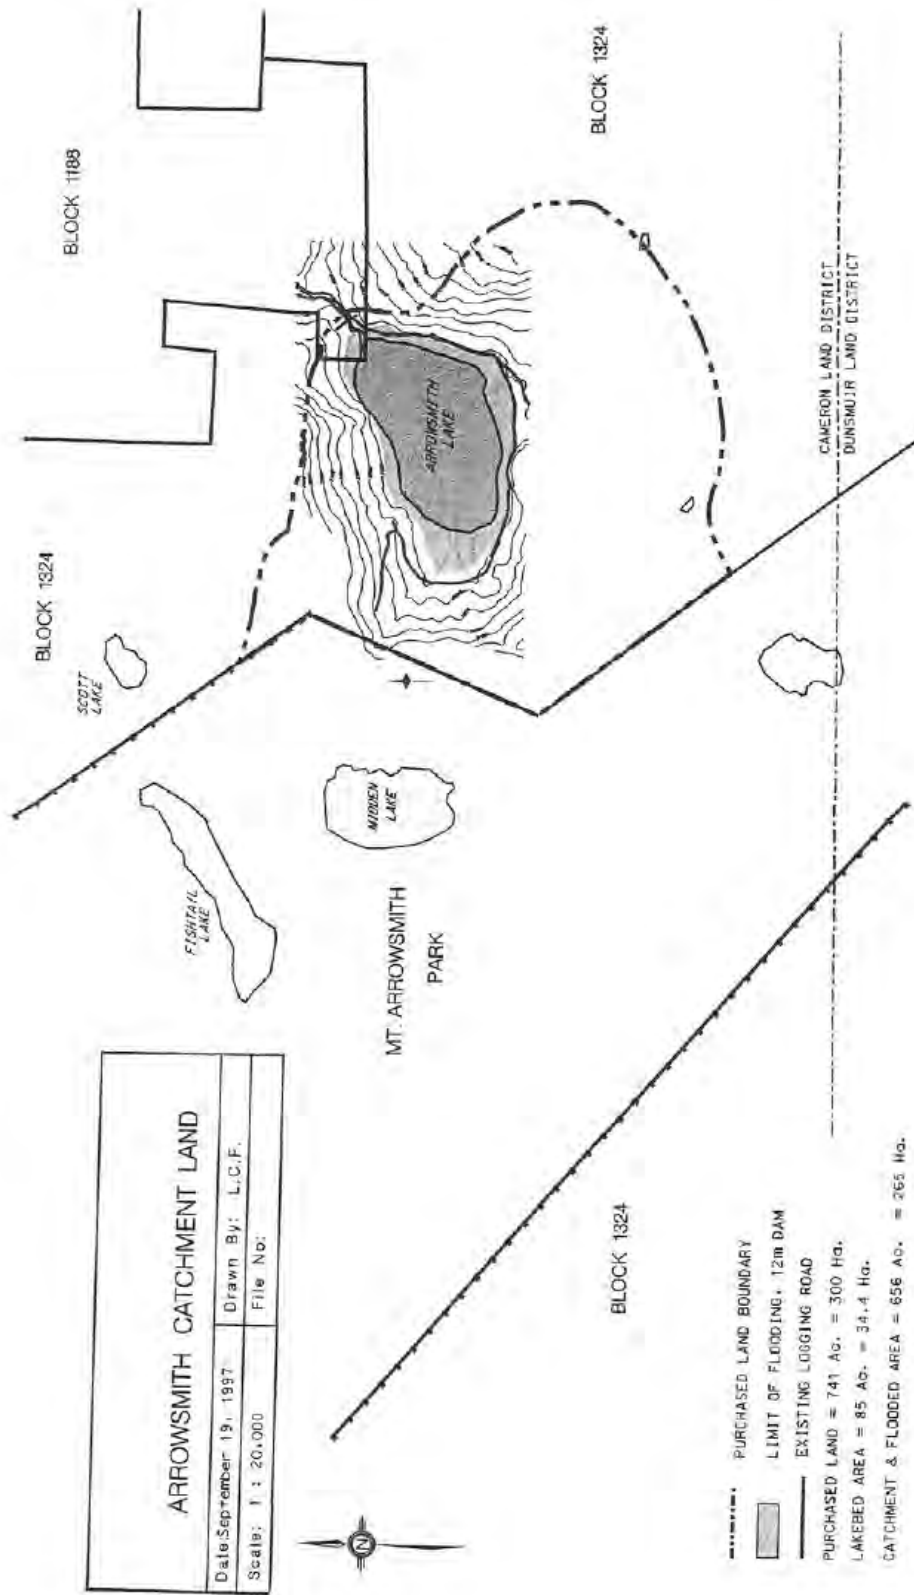 ARROWSMITH CATCHMENT LAND
Date:September 19, 1997
Drawn By: L.C.F.
Scale: 1 : 20,000
File No:
N
FISHTAIL
LAKE
SCOTT
LAKE
BLOCK 1324
BLOCK 1188
MIDDEN
LAKE
MT. ARROWSMITH
PARK
ARROWSMITH
LAKE
BLOCK 1324
BLOCK 1324
CAMERON LAND DISTRICT
DUNSMUIR LAND DISTRICT
PURCHASED LAND BOUNDARY
LIMIT OF FLOODING, 12m DAM
EXISTING LOGGING ROAD
PURCHASED LAND = 741 Ac. = 300 Ha.
LAKEBED AREA = 85 Ac. = 34.4 Ha.
CATCHMENT & FLOODED AREA = 656 Ac. = 265 Ha.